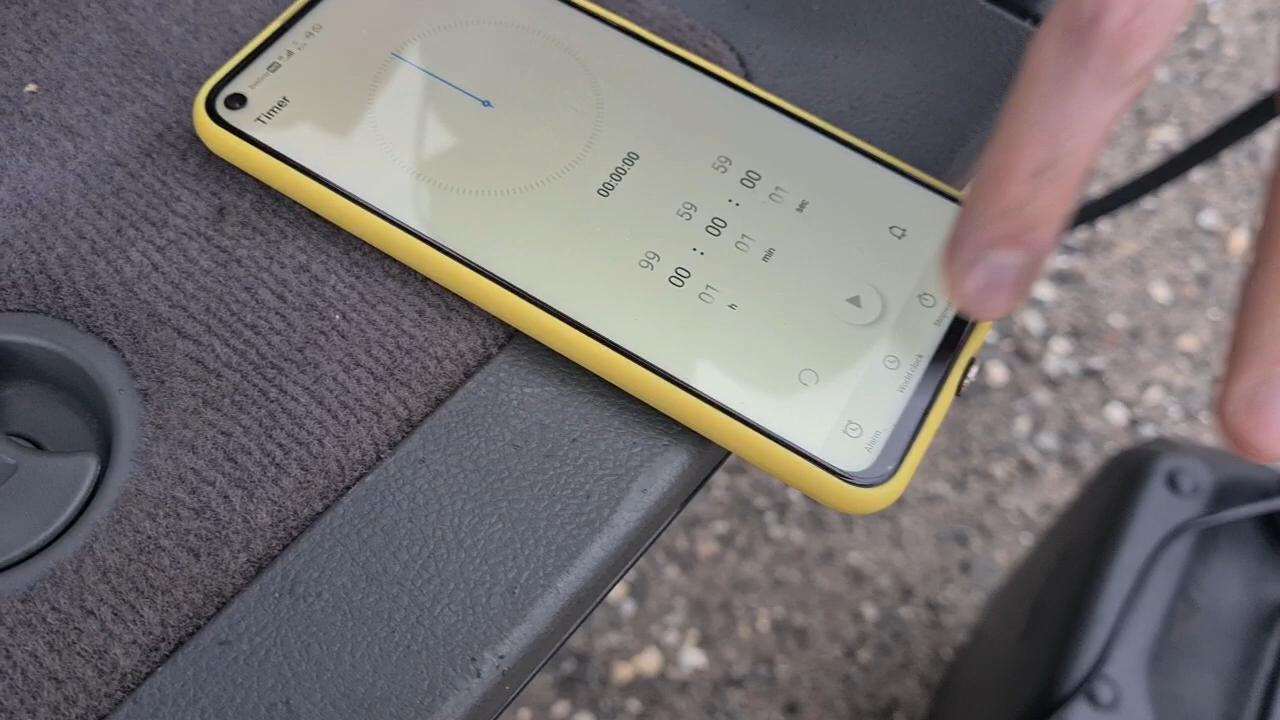 Timer
00:00:00
99 59 59
00 : 00 : 00
01 01 01
h min sec
Alarm
World clock